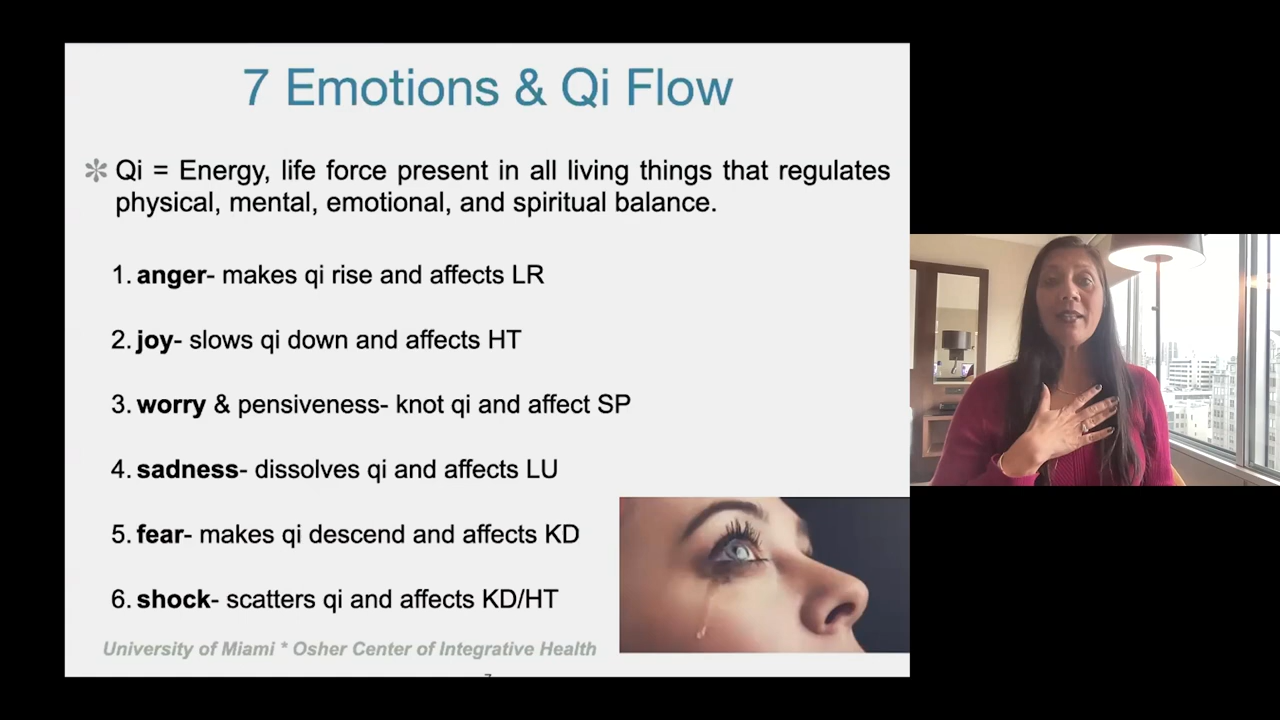 7 Emotions & Qi Flow
✻ Qi = Energy, life force present in all living things that regulates
physical, mental, emotional, and spiritual balance.
1. anger- makes qi rise and affects LR
2. joy- slows qi down and affects HT
3. worry & pensiveness- knot qi and affect SP
4. sadness- dissolves qi and affects LU
5. fear- makes qi descend and affects KD
6. shock- scatters qi and affects KD/HT
University of Miami * Osher Center of Integrative Health